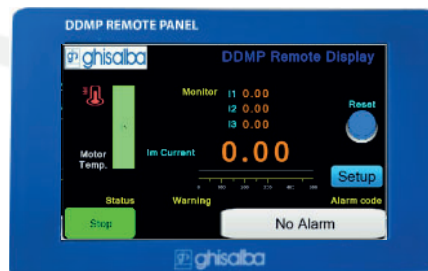 DDMP REMOTE PANEL
ghisalba
DDMP Remote Display
Monitor
I1 0.00
I2 0.00
I3 0.00
Reset
Motor
Temp.
Im Current
0.00
Setup
Status
Warning
Alarm code
Stop
No Alarm
ghisalba